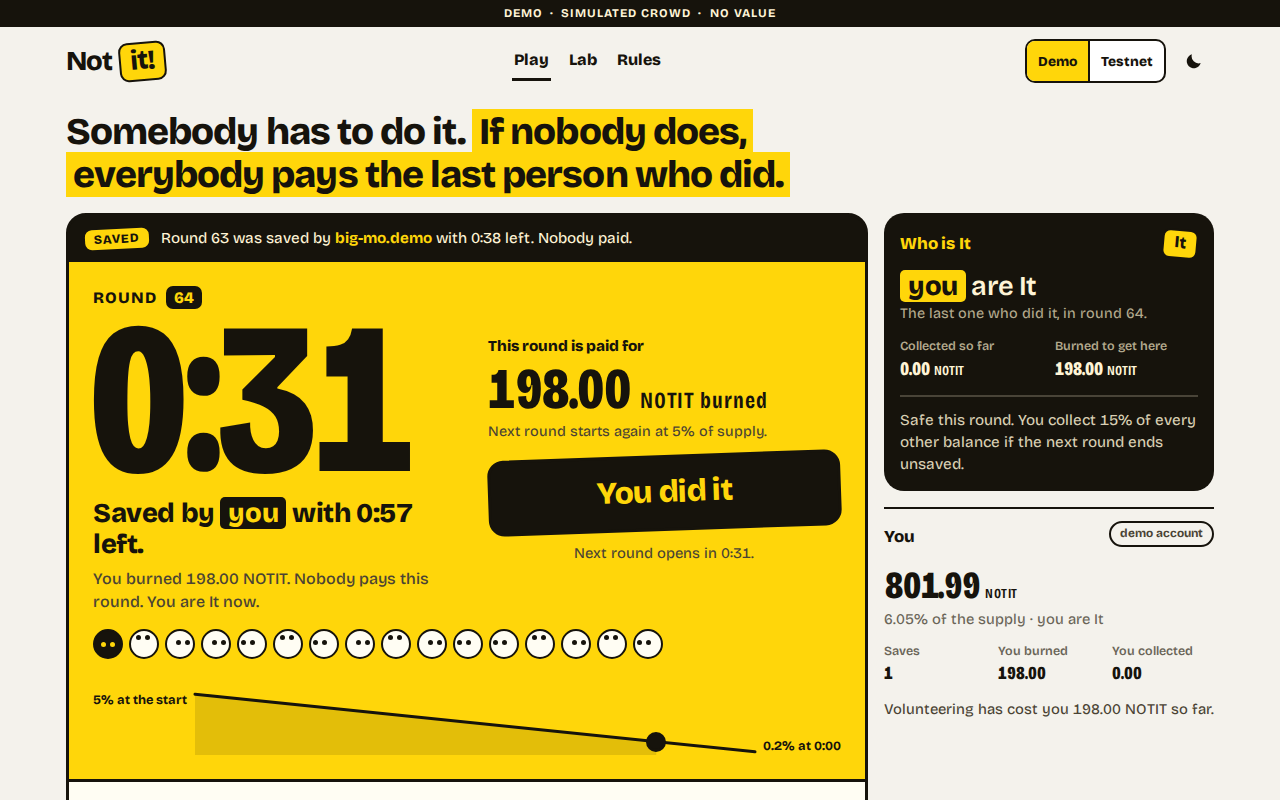 DEMO · SIMULATED CROWD · NO VALUE
Not it!
Play Lab Rules
Demo Testnet
Somebody has to do it. If nobody does,
everybody pays the last person who did.
SAVED Round 63 was saved by big-mo.demo with 0:38 left. Nobody paid.
ROUND 64
0:31
Saved by you with 0:57
left.
You burned 198.00 NOTIT. Nobody pays this
round. You are It now.
This round is paid for
198.00 NOTIT burned
Next round starts again at 5% of supply.
You did it
Next round opens in 0:31.
5% at the start
0.2% at 0:00
Who is It
It
you are It
The last one who did it, in round 64.
Collected so far Burned to get here
0.00 NOTIT 198.00 NOTIT
Safe this round. You collect 15% of every
other balance if the next round ends
unsaved.
You demo account
801.99 NOTIT
6.05% of the supply · you are It
Saves You burned You collected
1 198.00 0.00
Volunteering has cost you 198.00 NOTIT so far.